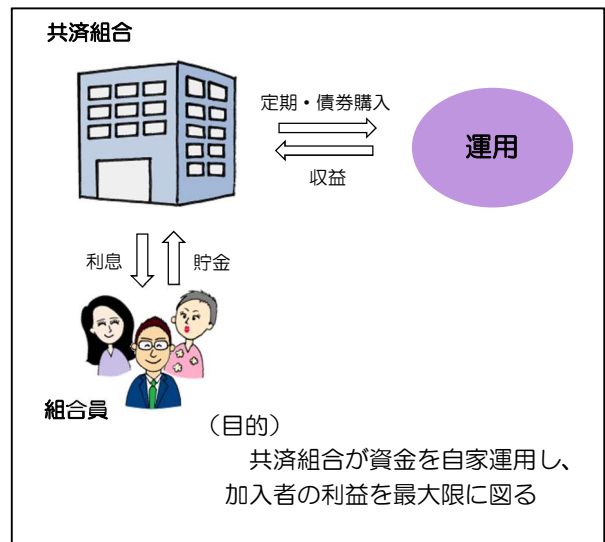 共済組合
定期・債券購入
運用
収益
利息
貯金
組合員
（目的）
共済組合が資金を自家運用し、
加入者の利益を最大限に図る